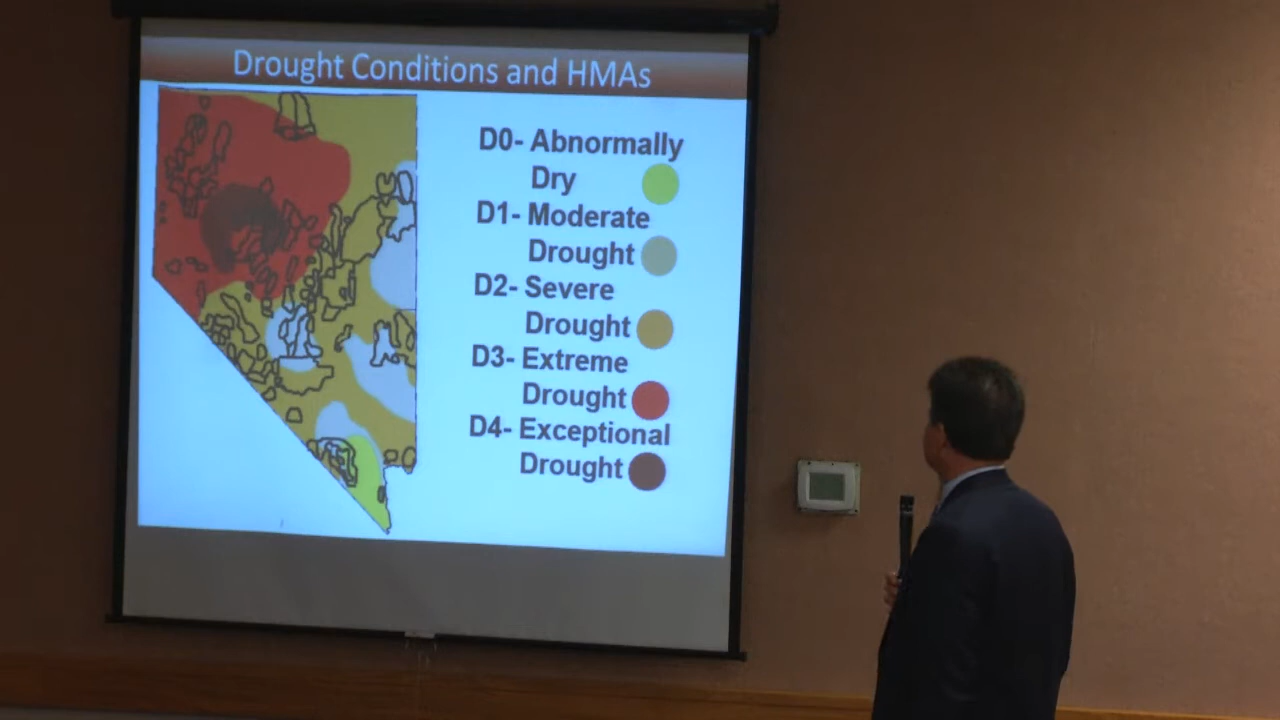 Drought Conditions and HMAs
D0- Abnormally
Dry
D1- Moderate
Drought
D2- Severe
Drought
D3- Extreme
Drought
D4- Exceptional
Drought